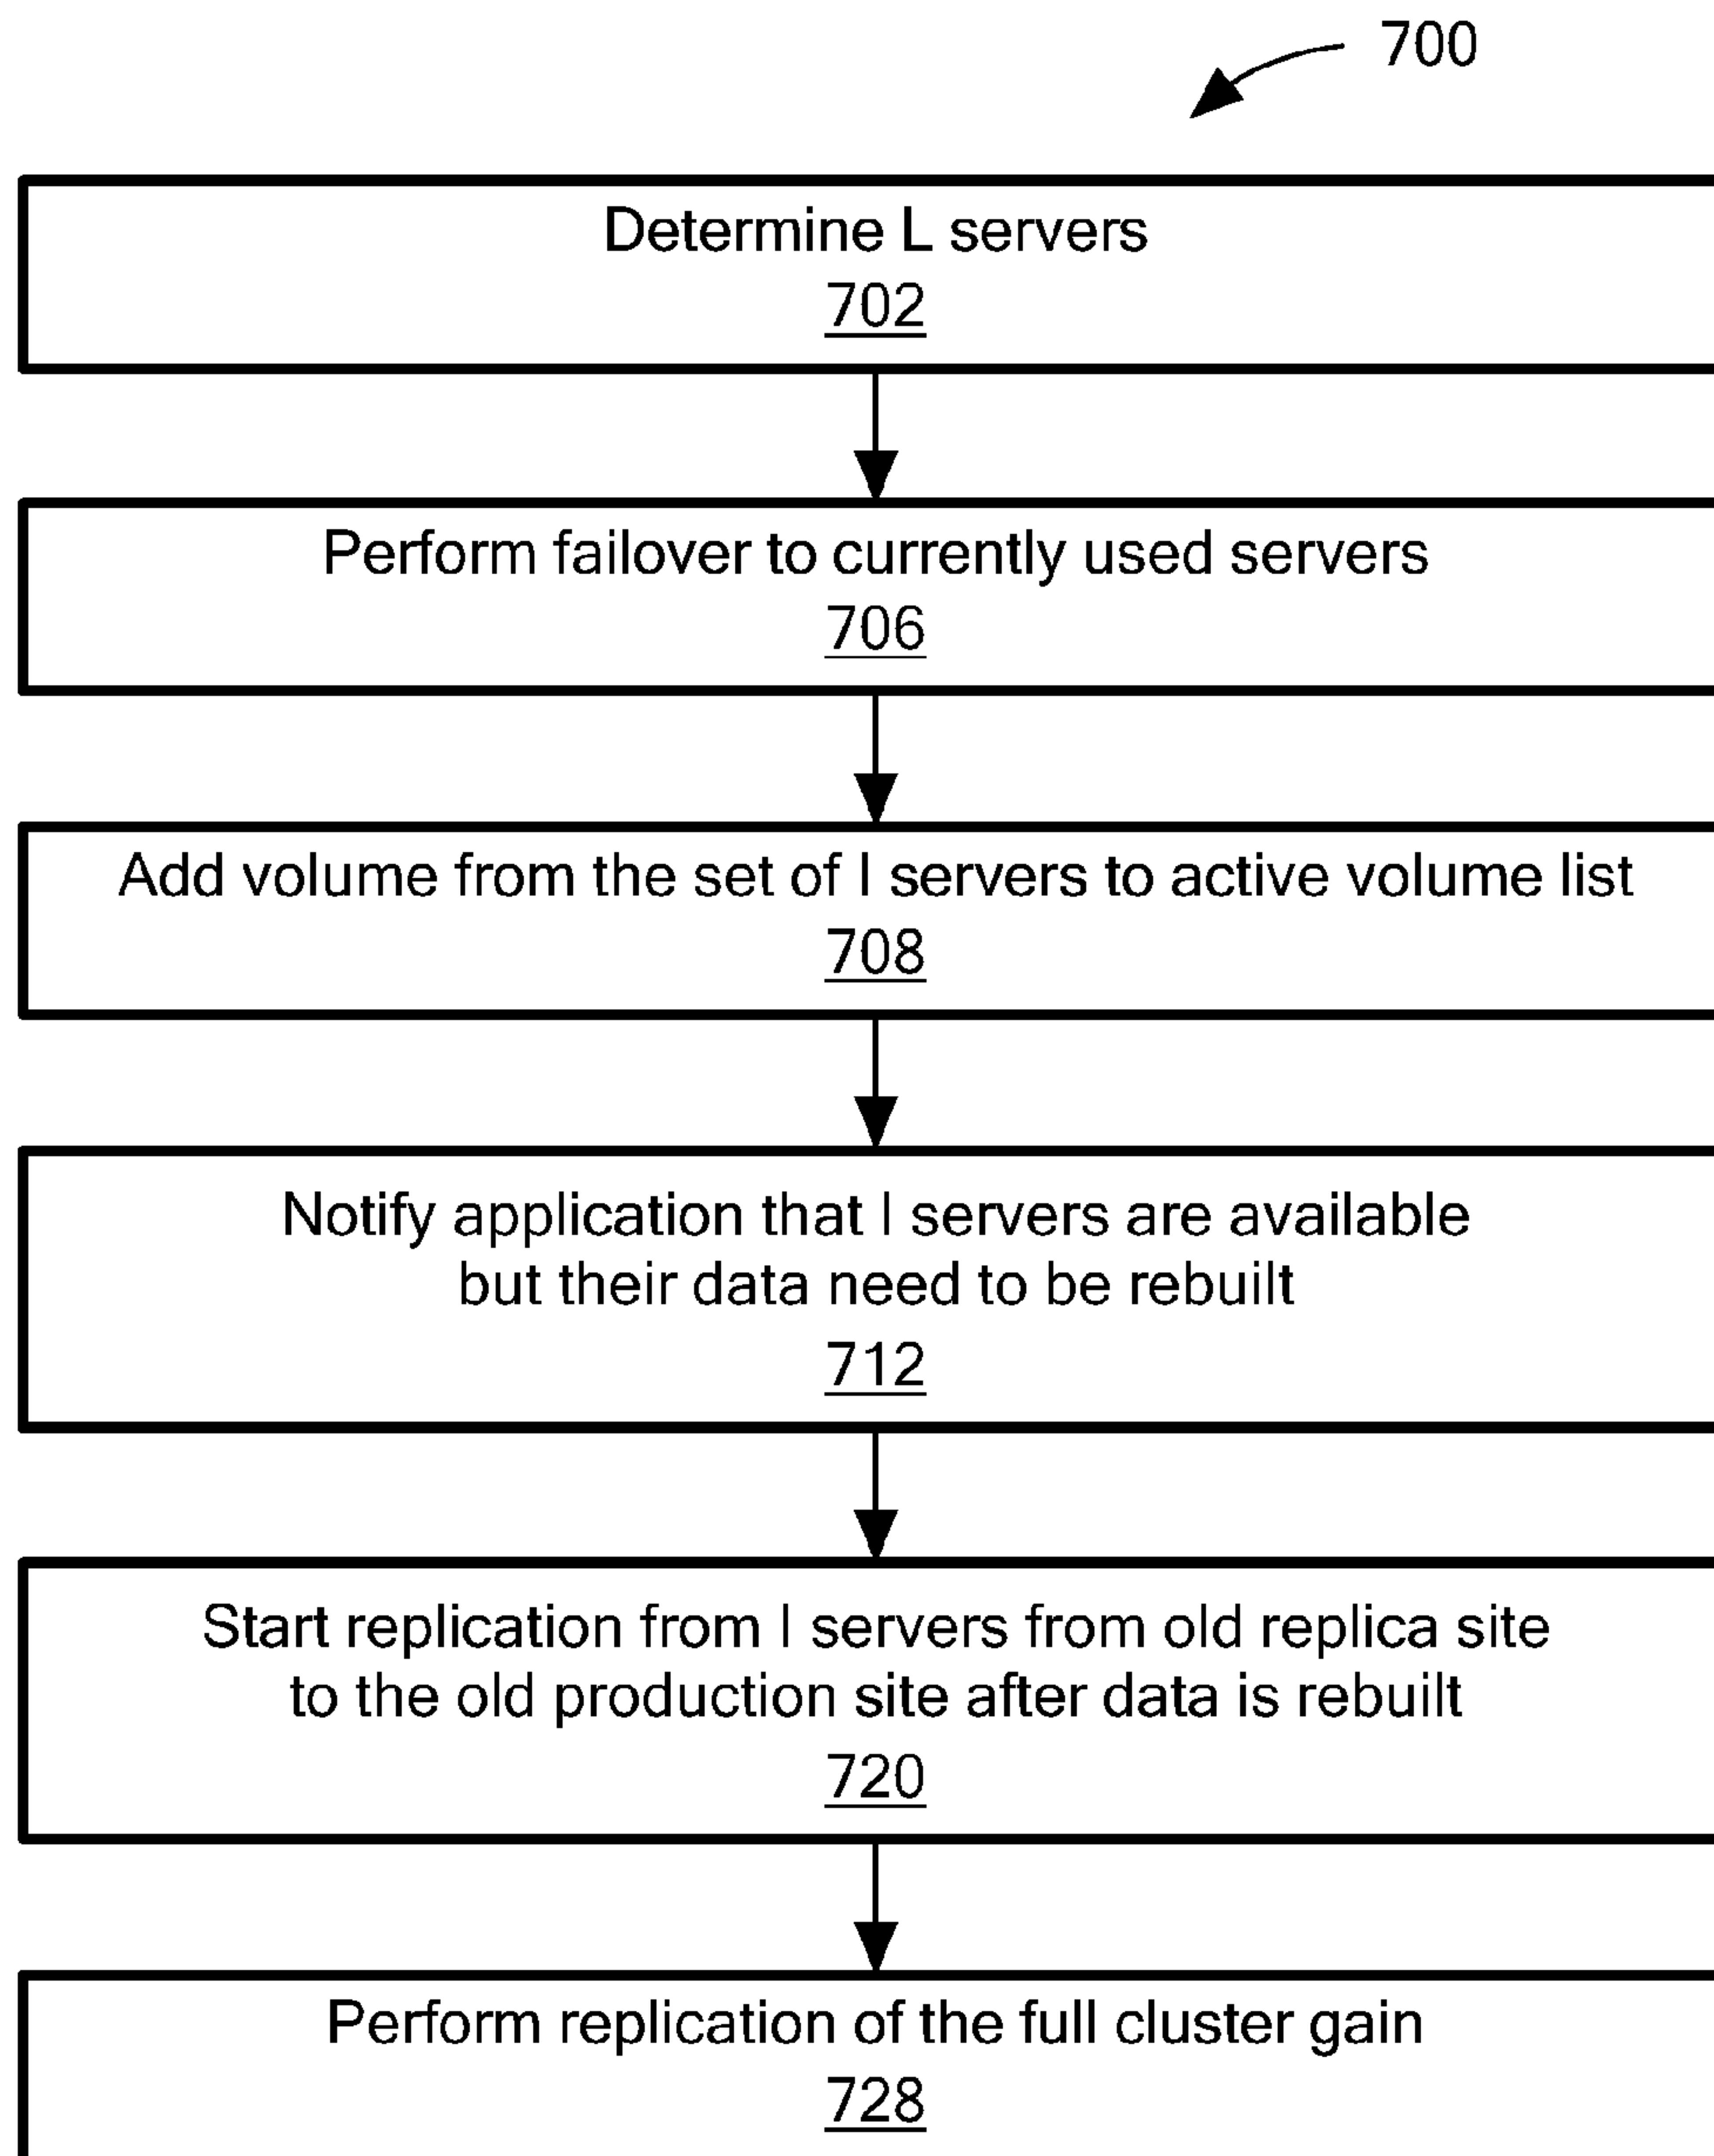 700
Determine L servers
702
Perform failover to currently used servers
706
Add volume from the set of l servers to active volume list
708
Notify application that l servers are available
but their data need to be rebuilt
712
Start replication from l servers from old replica site
to the old production site after data is rebuilt
720
Perform replication of the full cluster gain
728